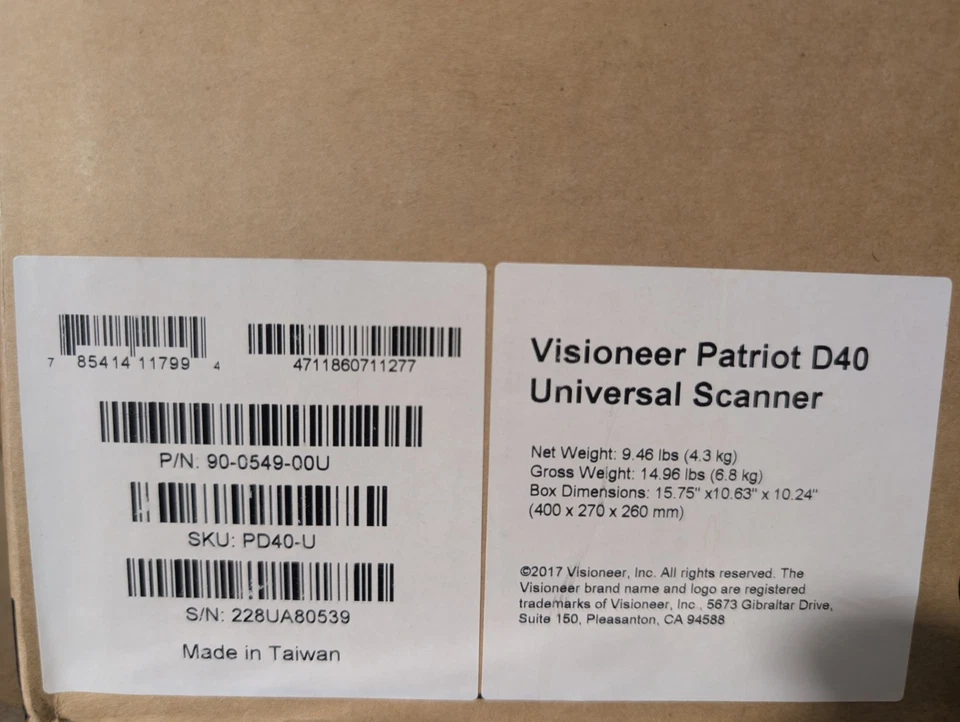 7 85414 11799 4
4711860711277
P/N: 90-0549-00U
SKU: PD40-U
S/N: 228UA80539
Made in Taiwan
Visioneer Patriot D40
Universal Scanner
Net Weight: 9.46 lbs (4.3 kg)
Gross Weight: 14.96 lbs (6.8 kg)
Box Dimensions: 15.75" x10.63" x 10.24"
(400 x 270 x 260 mm)
©2017 Visioneer, Inc. All rights reserved. The
Visioneer brand name and logo are registered
trademarks of Visioneer, Inc., 5673 Gibraltar Drive,
Suite 150, Pleasanton, CA 94588